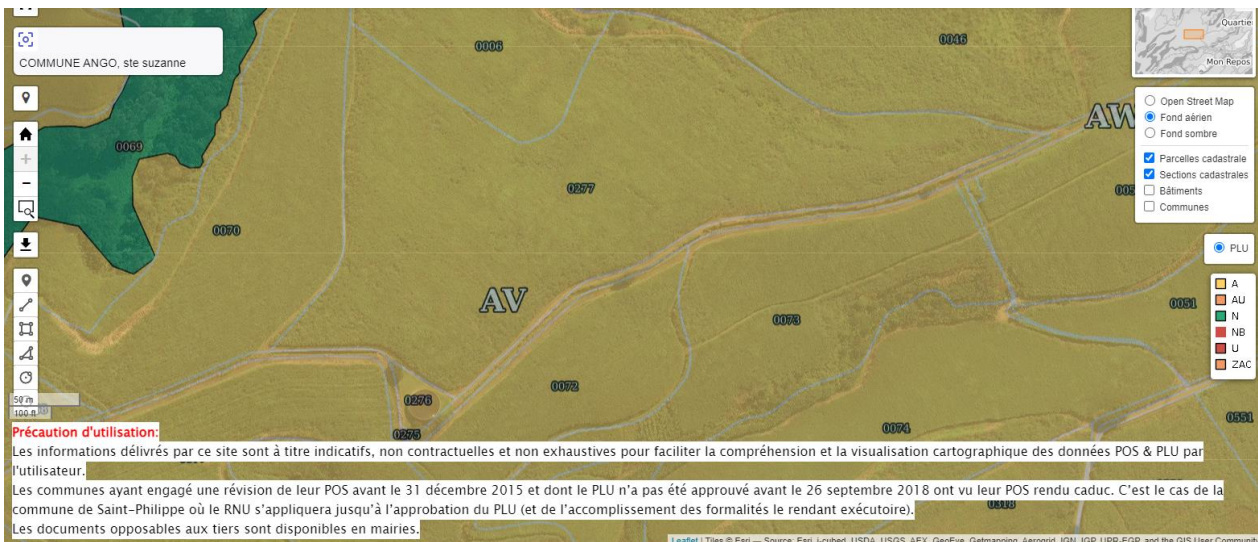 Quartie
COMMUNE ANGO, ste suzanne
0006
0046
Mon Repos
Open Street Map
Fond aérien
Fond sombre
AW
Parcelles cadastrale
Sections cadastrales
Bâtiments
Communes
0069
0277
0070
PLU
AV
A
AU
N
NB
U
ZAC
0051
0073
0072
0276
50 m
100 ft
0275
0074
0551
Précaution d'utilisation:
Les informations délivrés par ce site sont à titre indicatifs, non contractuelles et non exhaustives pour faciliter la compréhension et la visualisation cartographique des données POS & PLU par
l'utilisateur.
Les communes ayant engagé une révision de leur POS avant le 31 décembre 2015 et dont le PLU n'a pas été approuvé avant le 26 septembre 2018 ont vu leur POS rendu caduc. C'est le cas de la
commune de Saint-Philippe où le RNU s'appliquera jusqu'à l'approbation du PLU (et de l'accomplissement des formalités le rendant exécutoire).
0318
Les documents opposables aux tiers sont disponibles en mairies.
Leaflet | Tiles © Esri — Source: Esri, i-cubed, USDA, USGS, AEX, GeoEye, Getmapping, Aerogrid, IGN, IGP, UPR-EGP, and the GIS User Community